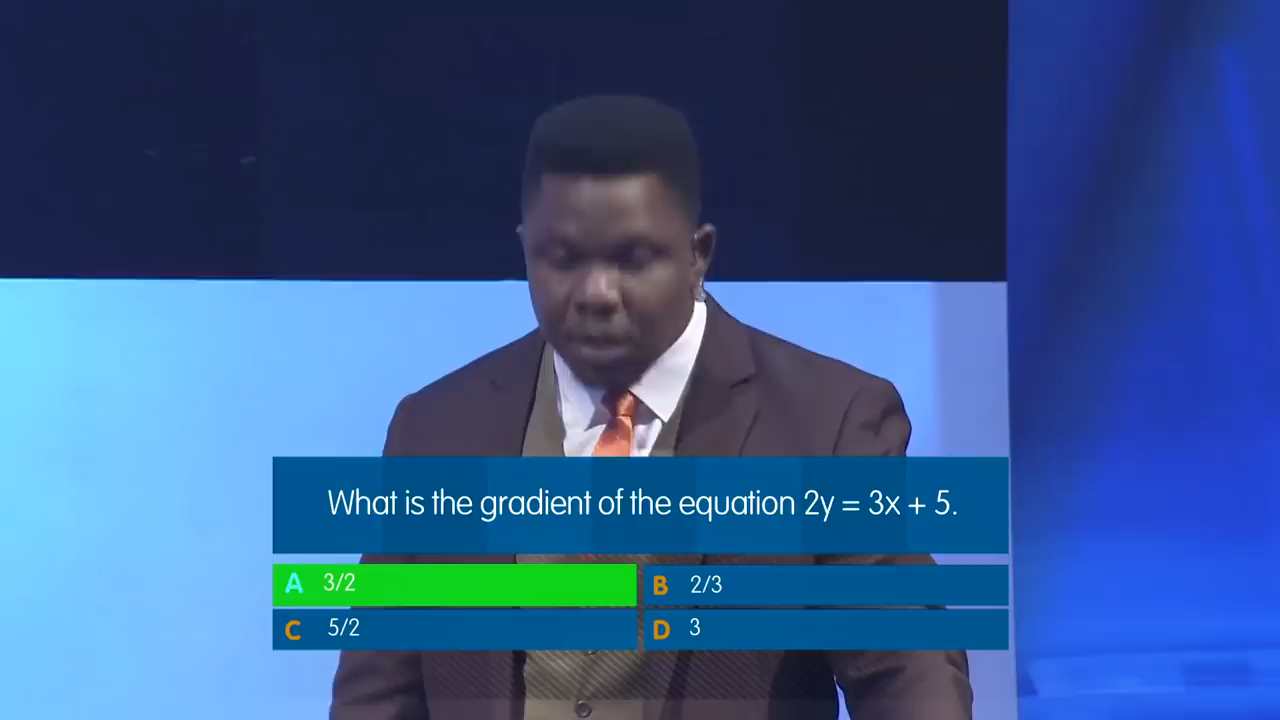 What is the gradient of the equation 2y = 3x + 5.
A 3/2
B 2/3
C 5/2
D 3